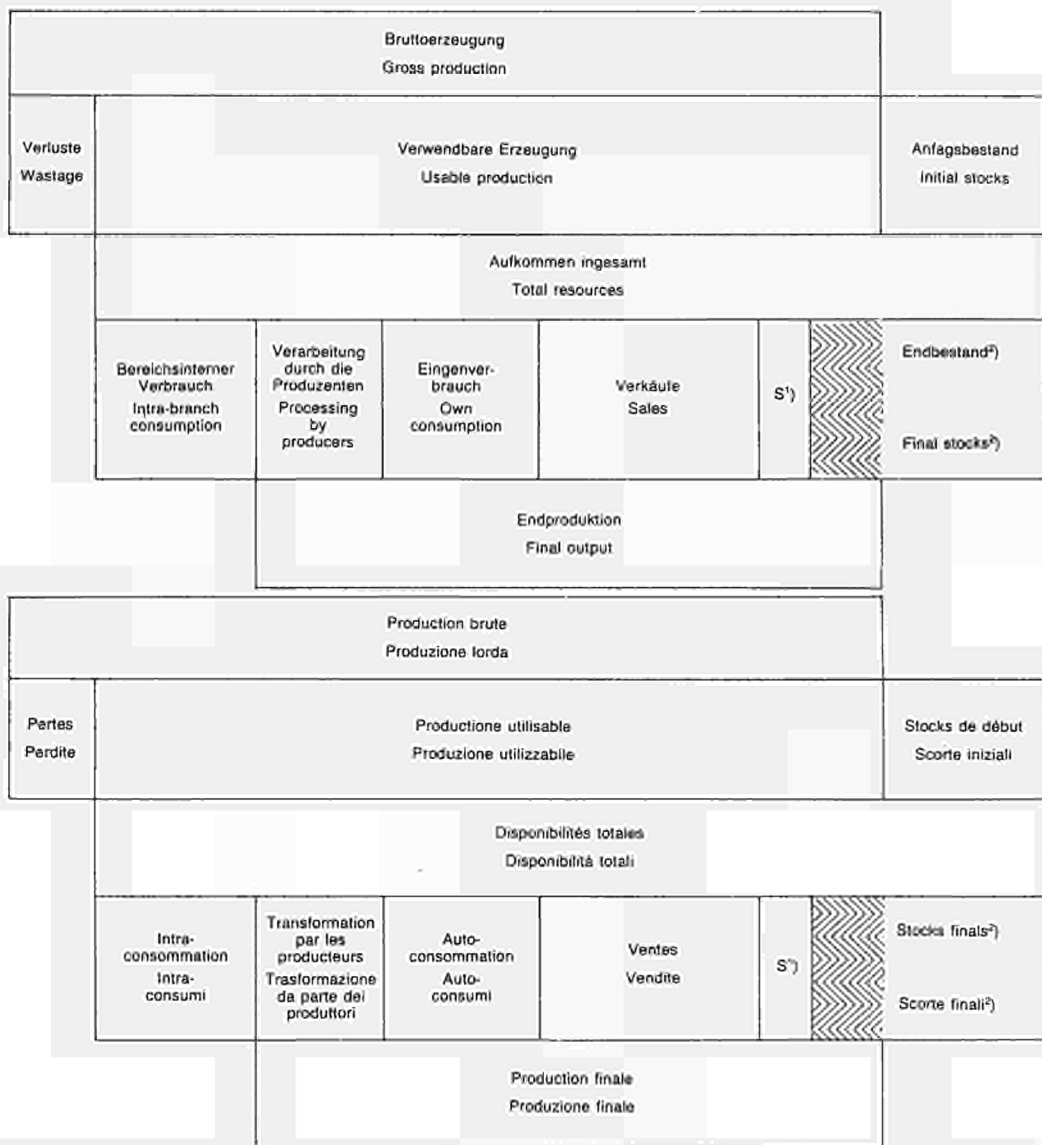 Bruttoerzeugung
Gross production
Verluste
Wastage
Verwendbare Erzeugung
Usable production
Anfagsbestand
Initial stocks
Aufkommen ingesamt
Total resources
Bereichsinterner
Verbrauch
Intra-branch
consumption
Verarbeitung
durch die
Produzenten
Processing
by
producers
Eingenver-
brauch
Own
consumption
Verkäufe
Sales
S¹)
Endbestand²)
Final stocks²)
Endproduktion
Final output
Production brute
Produzione lorda
Pertes
Perdite
Productione utilisable
Produzione utilizzabile
Stocks de début
Scorte iniziali
Disponibilités totales
Disponibilità totali
Intra-
consommation
Intra-
consumi
Transformation
par les
producteurs
Trasformazione
da parte dei
produttori
Auto-
consommation
Auto-
consumi
Ventes
Vendite
S¹)
Stocks finals²)
Scorte finali²)
Production finale
Produzione finale